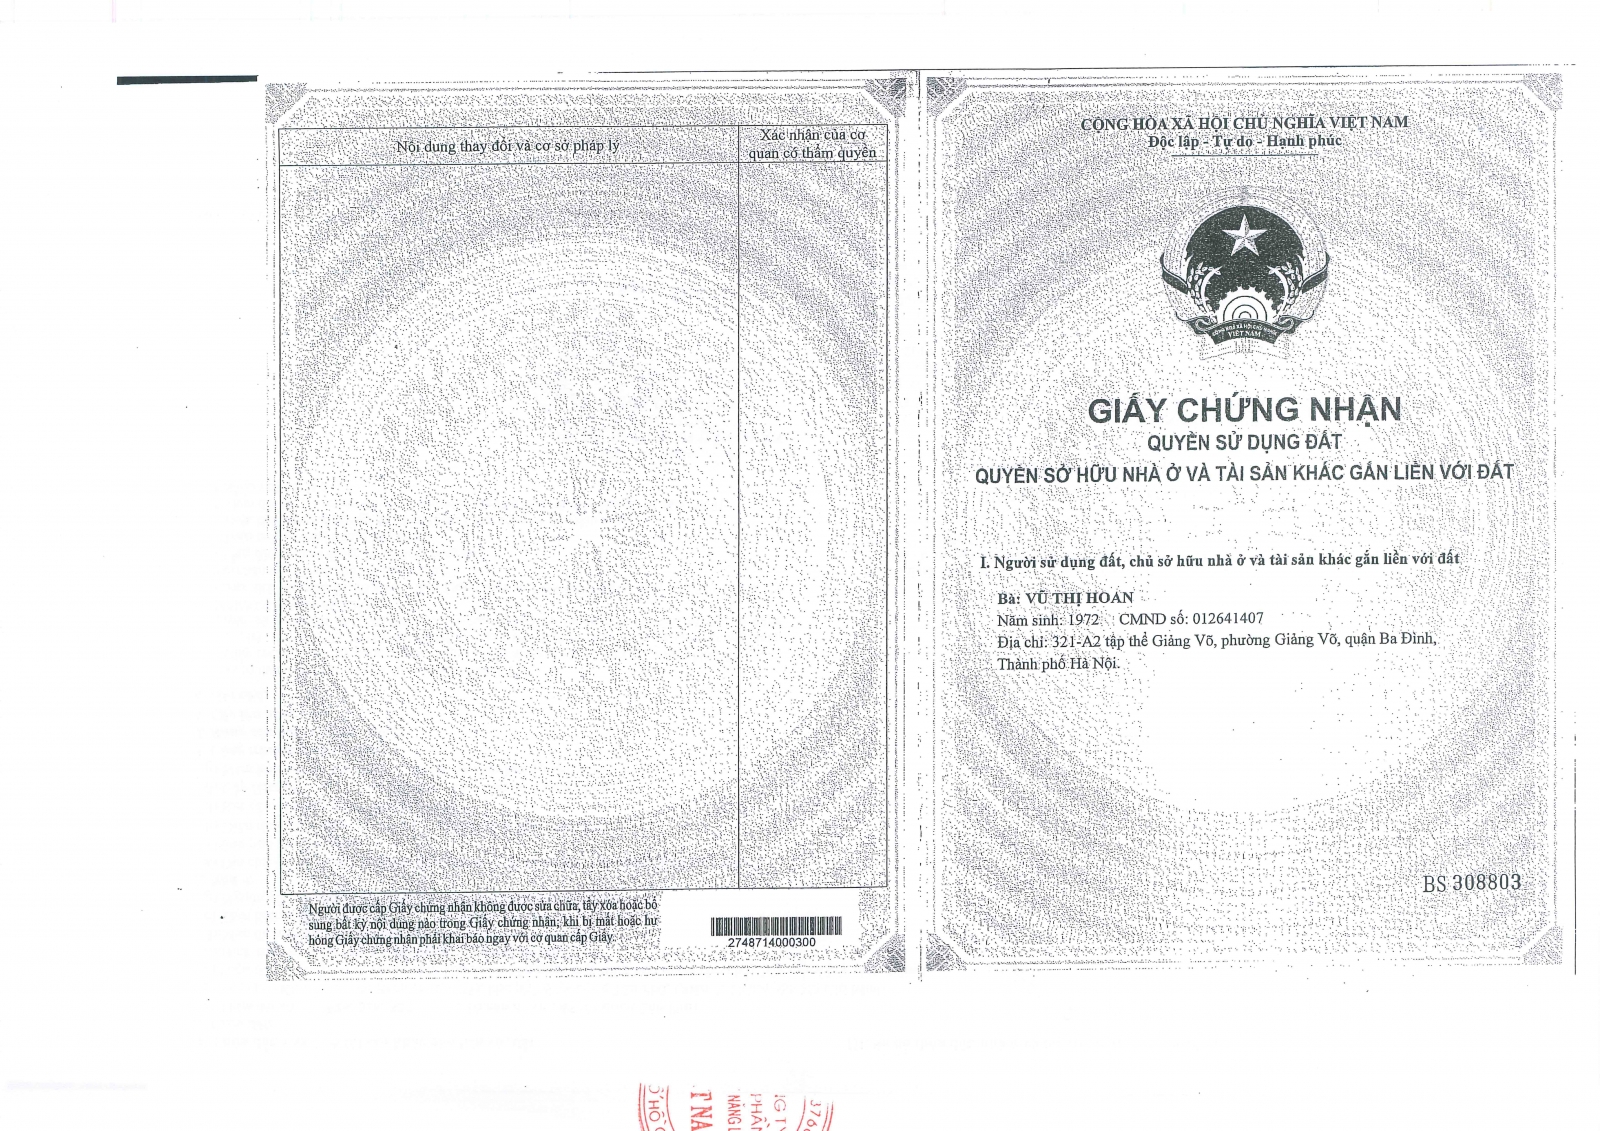 Nội dung thay đổi và cơ sở pháp lý
Xác nhận của cơ
quan có thẩm quyền
Người được cấp Giấy chứng nhận không được sửa chữa, tẩy xóa hoặc bổ
sung bất kỳ nội dung nào trong Giấy chứng nhận; khi bị mất hoặc hư
hỏng Giấy chứng nhận phải khai báo ngay với cơ quan cấp Giấy.
2748714000300
CỘNG HÒA XÃ HỘI CHỦ NGHĨA VIỆT NAM
Độc lập - Tự do - Hạnh phúc
VIỆT NAM
GIẤY CHỨNG NHẬN
QUYỀN SỬ DỤNG ĐẤT
QUYỀN SỞ HỮU NHÀ Ở VÀ TÀI SẢN KHÁC GẮN LIỀN VỚI ĐẤT
I. Người sử dụng đất, chủ sở hữu nhà ở và tài sản khác gắn liền với đất
Bà: VŨ THỊ HOAN
Năm sinh: 1972 CMND số: 012641407
Địa chỉ: 321-A2 tập thể Giảng Võ, phường Giảng Võ, quận Ba Đình,
Thành phố Hà Nội.
BS 308803